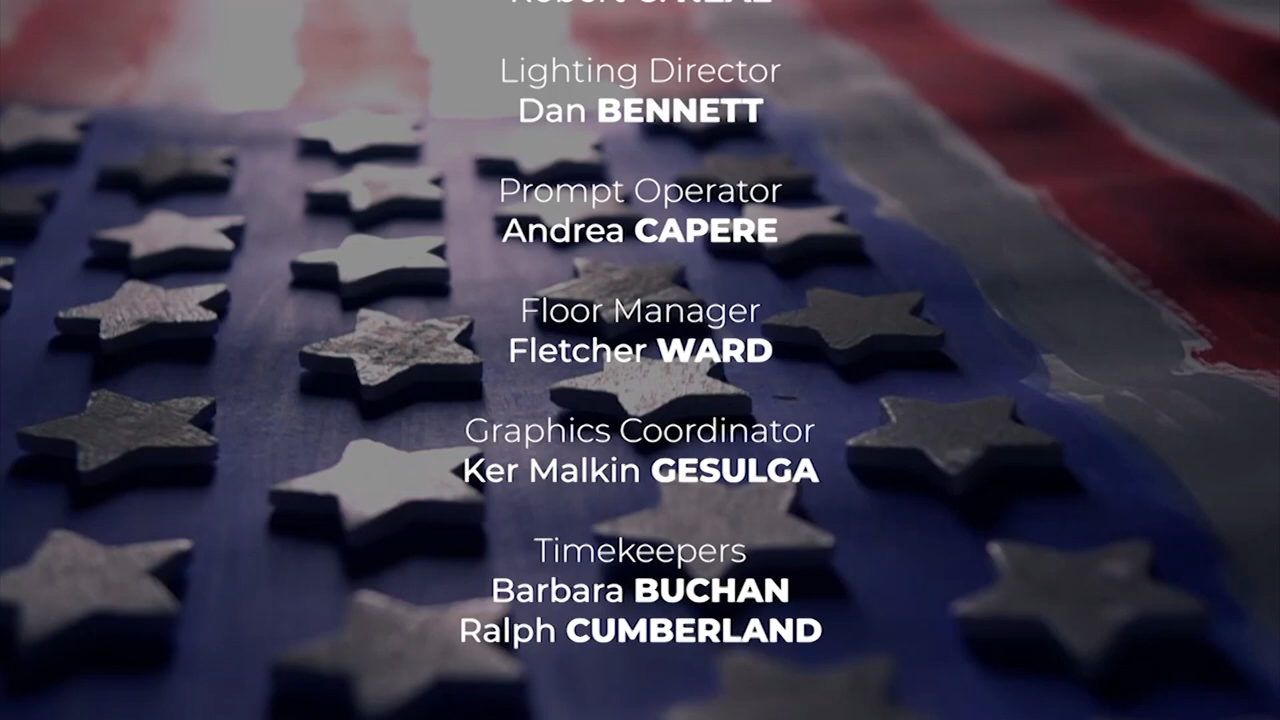 Lighting Director
Dan BENNETT
Prompt Operator
Andrea CAPERE
Floor Manager
Fletcher WARD
Graphics Coordinator
Ker Malkin GESULGA
Timekeepers
Barbara BUCHAN
Ralph CUMBERLAND